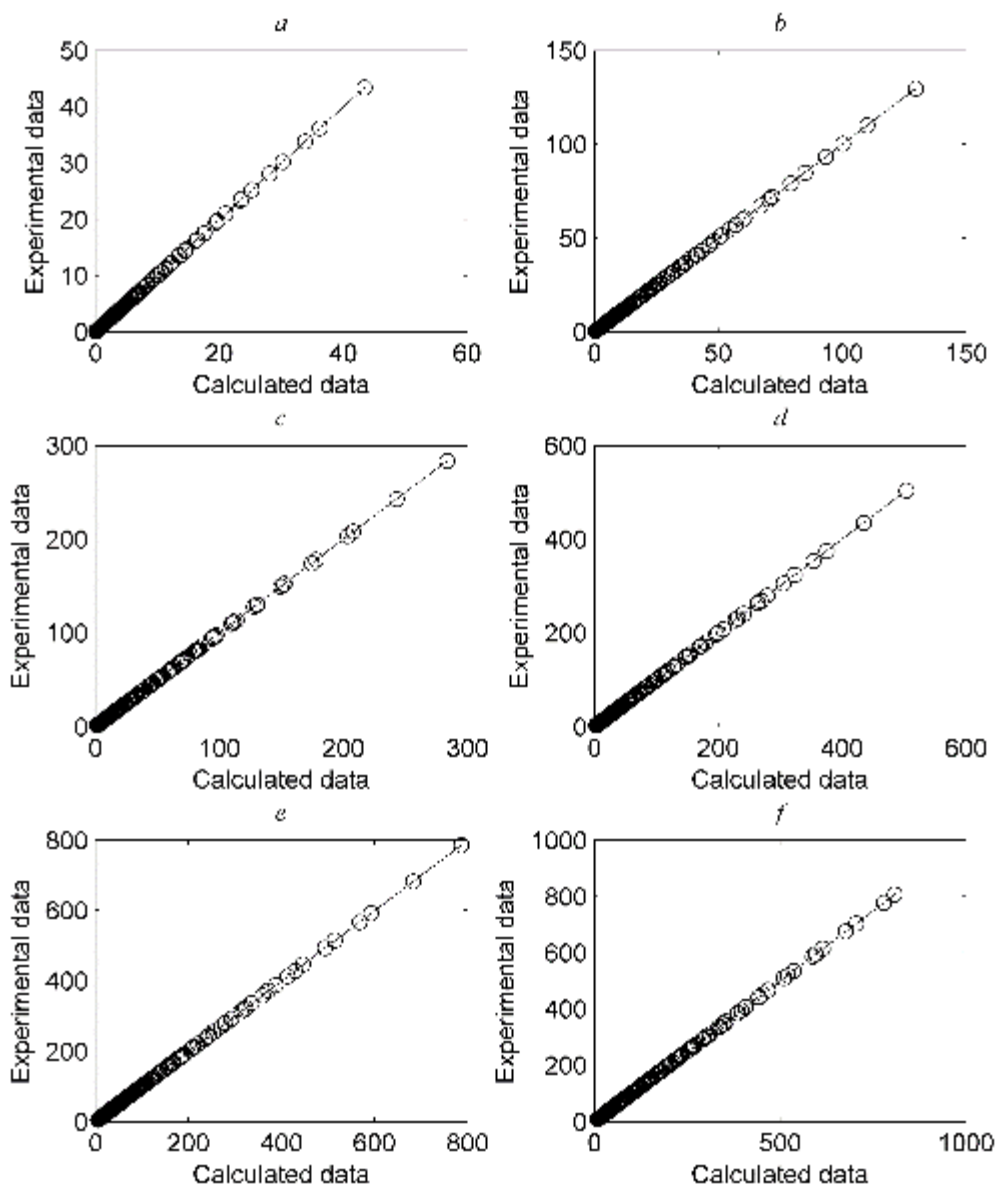 a
50
40
30
20
10
0
Experimental data
0 20 40 60
Calculated data
b
150
100
50
0
Experimental data
0 50 100 150
Calculated data
c
300
200
100
0
Experimental data
0 100 200 300
Calculated data
d
600
400
200
0
Experimental data
0 200 400 600
Calculated data
e
800
600
400
200
0
Experimental data
0 200 400 600 800
Calculated data
f
1000
800
600
400
200
0
Experimental data
0 500 1000
Calculated data